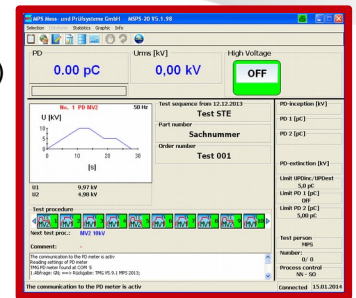 MPS Mess- und Prüfsysteme GmbH MPS-20 V5.1.98
Selection Database Statistics Graphic Info
PD
0.00 pC
Urms [kV]
0,00 kV
High Voltage
OFF
No. 1 PD MV2
50 Hz
U [kV]
15
10
5
0
0 10 20 30
[s]
U1 9,97 kV
U2 4,98 kV
Test sequence from 12.12.2013
Test STE
Part number
Sachnummer
Order number
Test 001
PD-inception [kV]
PD 1 [pC]
PD 2 [pC]
PD-extinction [kV]
Limit UPDinc/UPDest
5,0 pC
Limit PD 1 [pC]
OFF
Limit PD 2 [pC]
5,00 pC
Test person
MPS
Number:
0/ 0
Process control
NN - SO
Test procedure
Next test proc.: MV2 10kV
Comment: -
The communication to the PD meter is activ
Reading settings of PD meter
TMG PD meter found at COM 5
The communication to the PD meter is activ
Connected 15.01.2014